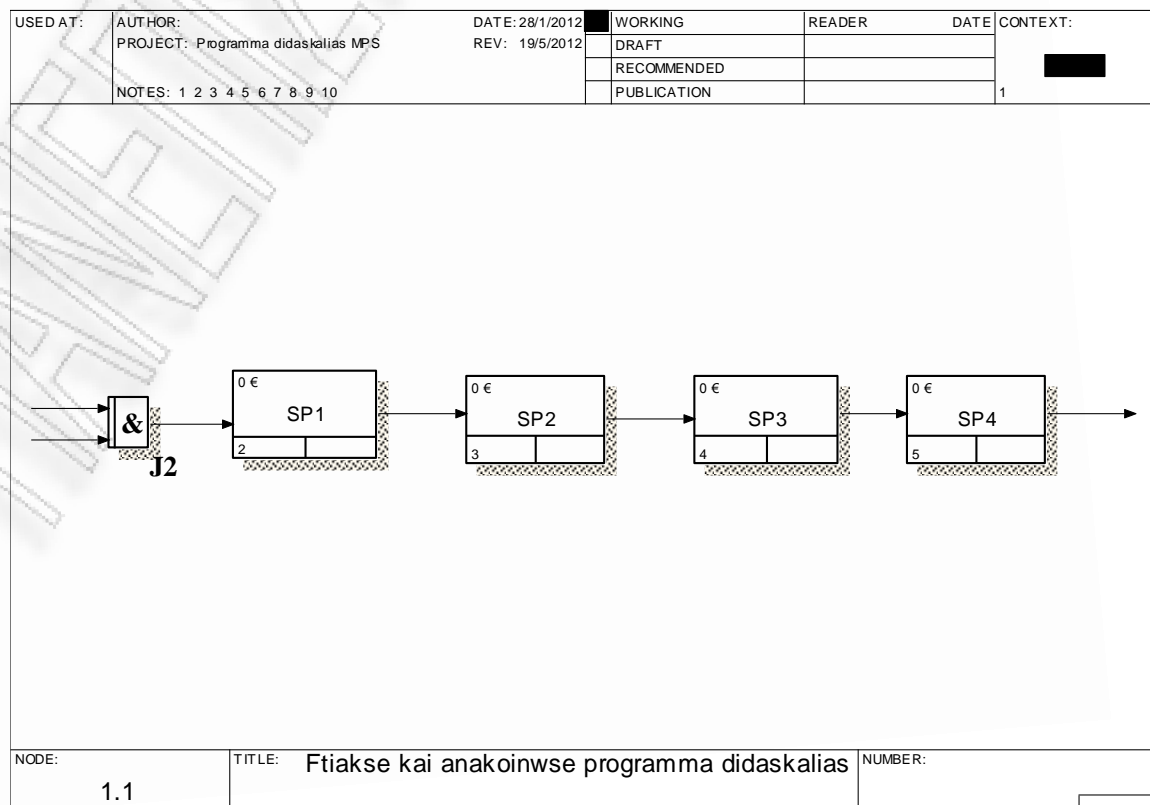 USED AT: AUTHOR: DATE: 28/1/2012 WORKING READER DATE CONTEXT:
PROJECT: Programma didaskalias MPS REV: 19/5/2012 DRAFT
RECOMMENDED
NOTES: 1 2 3 4 5 6 7 8 9 10 PUBLICATION 1
0 € 0 € 0 € 0 €
& SP1 SP2 SP3 SP4
2 3 4 5
J2
NODE: TITLE: Ftiakse kai anakoinwse programma didaskalias NUMBER:
1.1